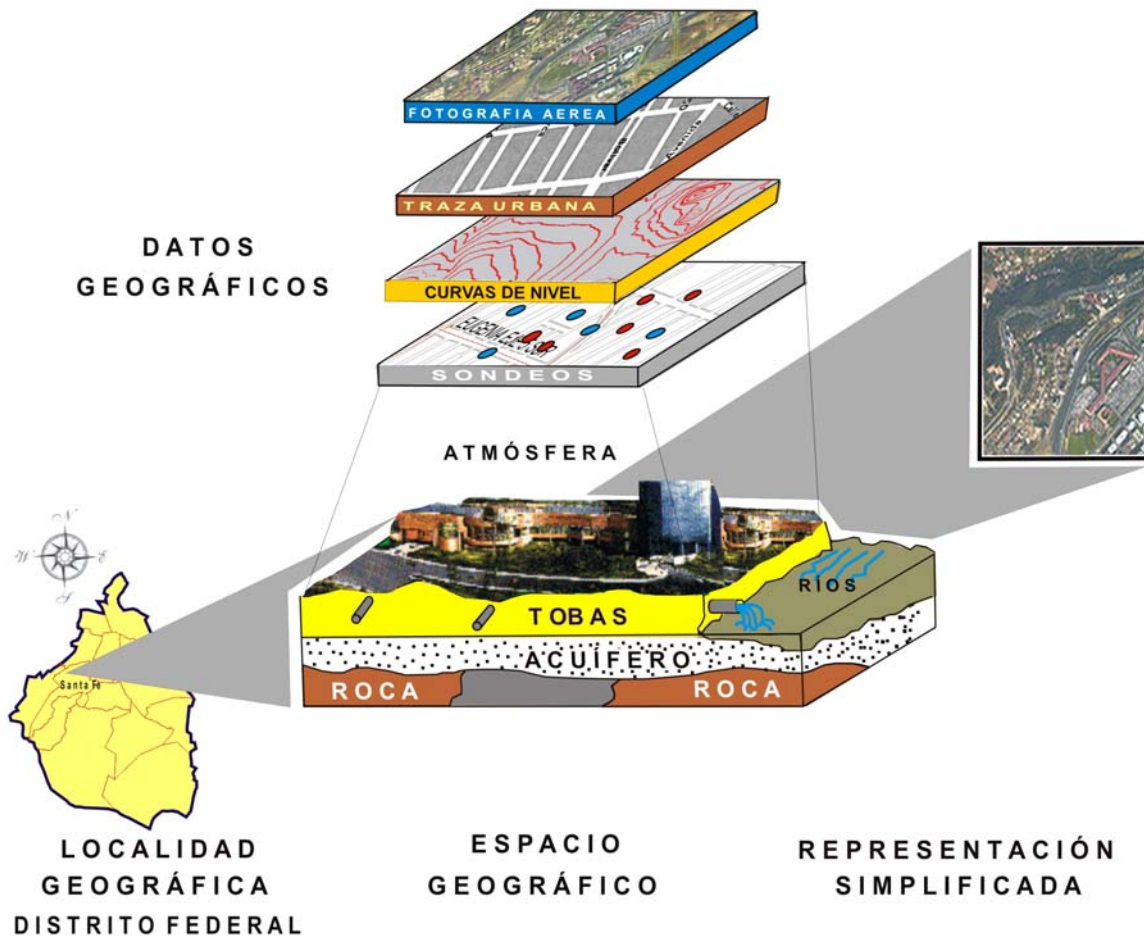 FOTOGRAFIA AEREA
Avenida
TRAZA URBANA
DATOS
GEOGRÁFICOS
CURVAS DE NIVEL
SONDEOS
ATMÓSFERA
N
E
RÍOS
TOBAS
ACUÍFERO
Santa Fe
ROCA
ROCA
LOCALIDAD
GEOGRÁFICA
DISTRITO FEDERAL
ESPACIO
GEOGRÁFICO
REPRESENTACIÓN
SIMPLIFICADA